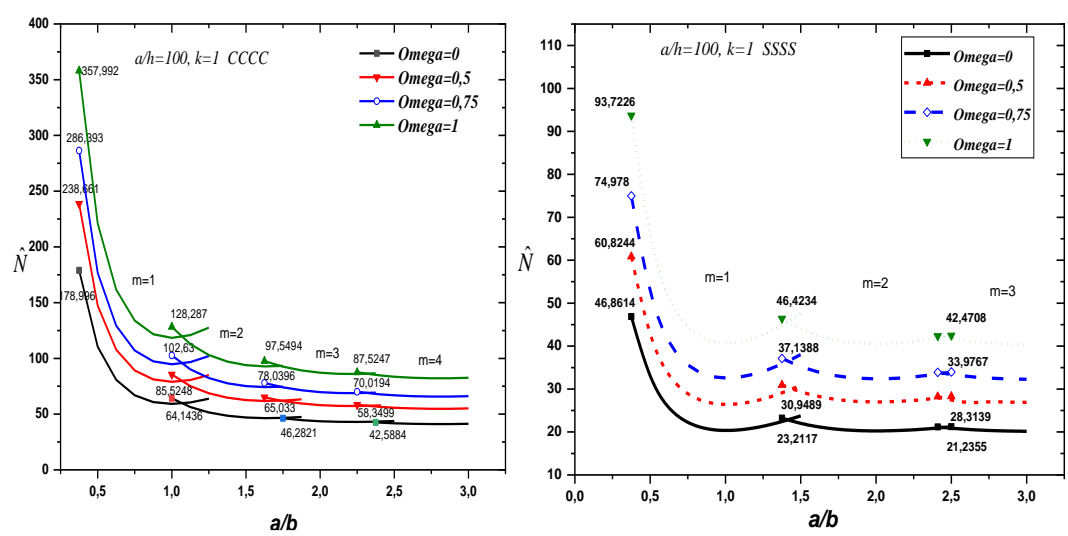 400
350
300
250
200
150
100
50
0
N̂
0,5
1,0
1,5
2,0
2,5
3,0
a/b
a/h=100, k=1 CCCC
Omega=0
Omega=0,5
Omega=0,75
Omega=1
357,992
286,393
238,661
178,996
m=1
128,287
102,63
85,5248
64,1436
m=2
97,5494
78,0396
65,033
46,2821
m=3
87,5247
70,0194
58,3499
42,5884
m=4
110
100
90
80
70
60
50
40
30
20
10
N̂
0,0
0,5
1,0
1,5
2,0
2,5
3,0
a/b
a/h=100, k=1 SSSS
Omega=0
Omega=0,5
Omega=0,75
Omega=1
93,7226
74,978
60,8244
46,8614
m=1
46,4234
37,1388
30,9489
23,2117
m=2
42,4708
33,9767
28,3139
21,2355
m=3